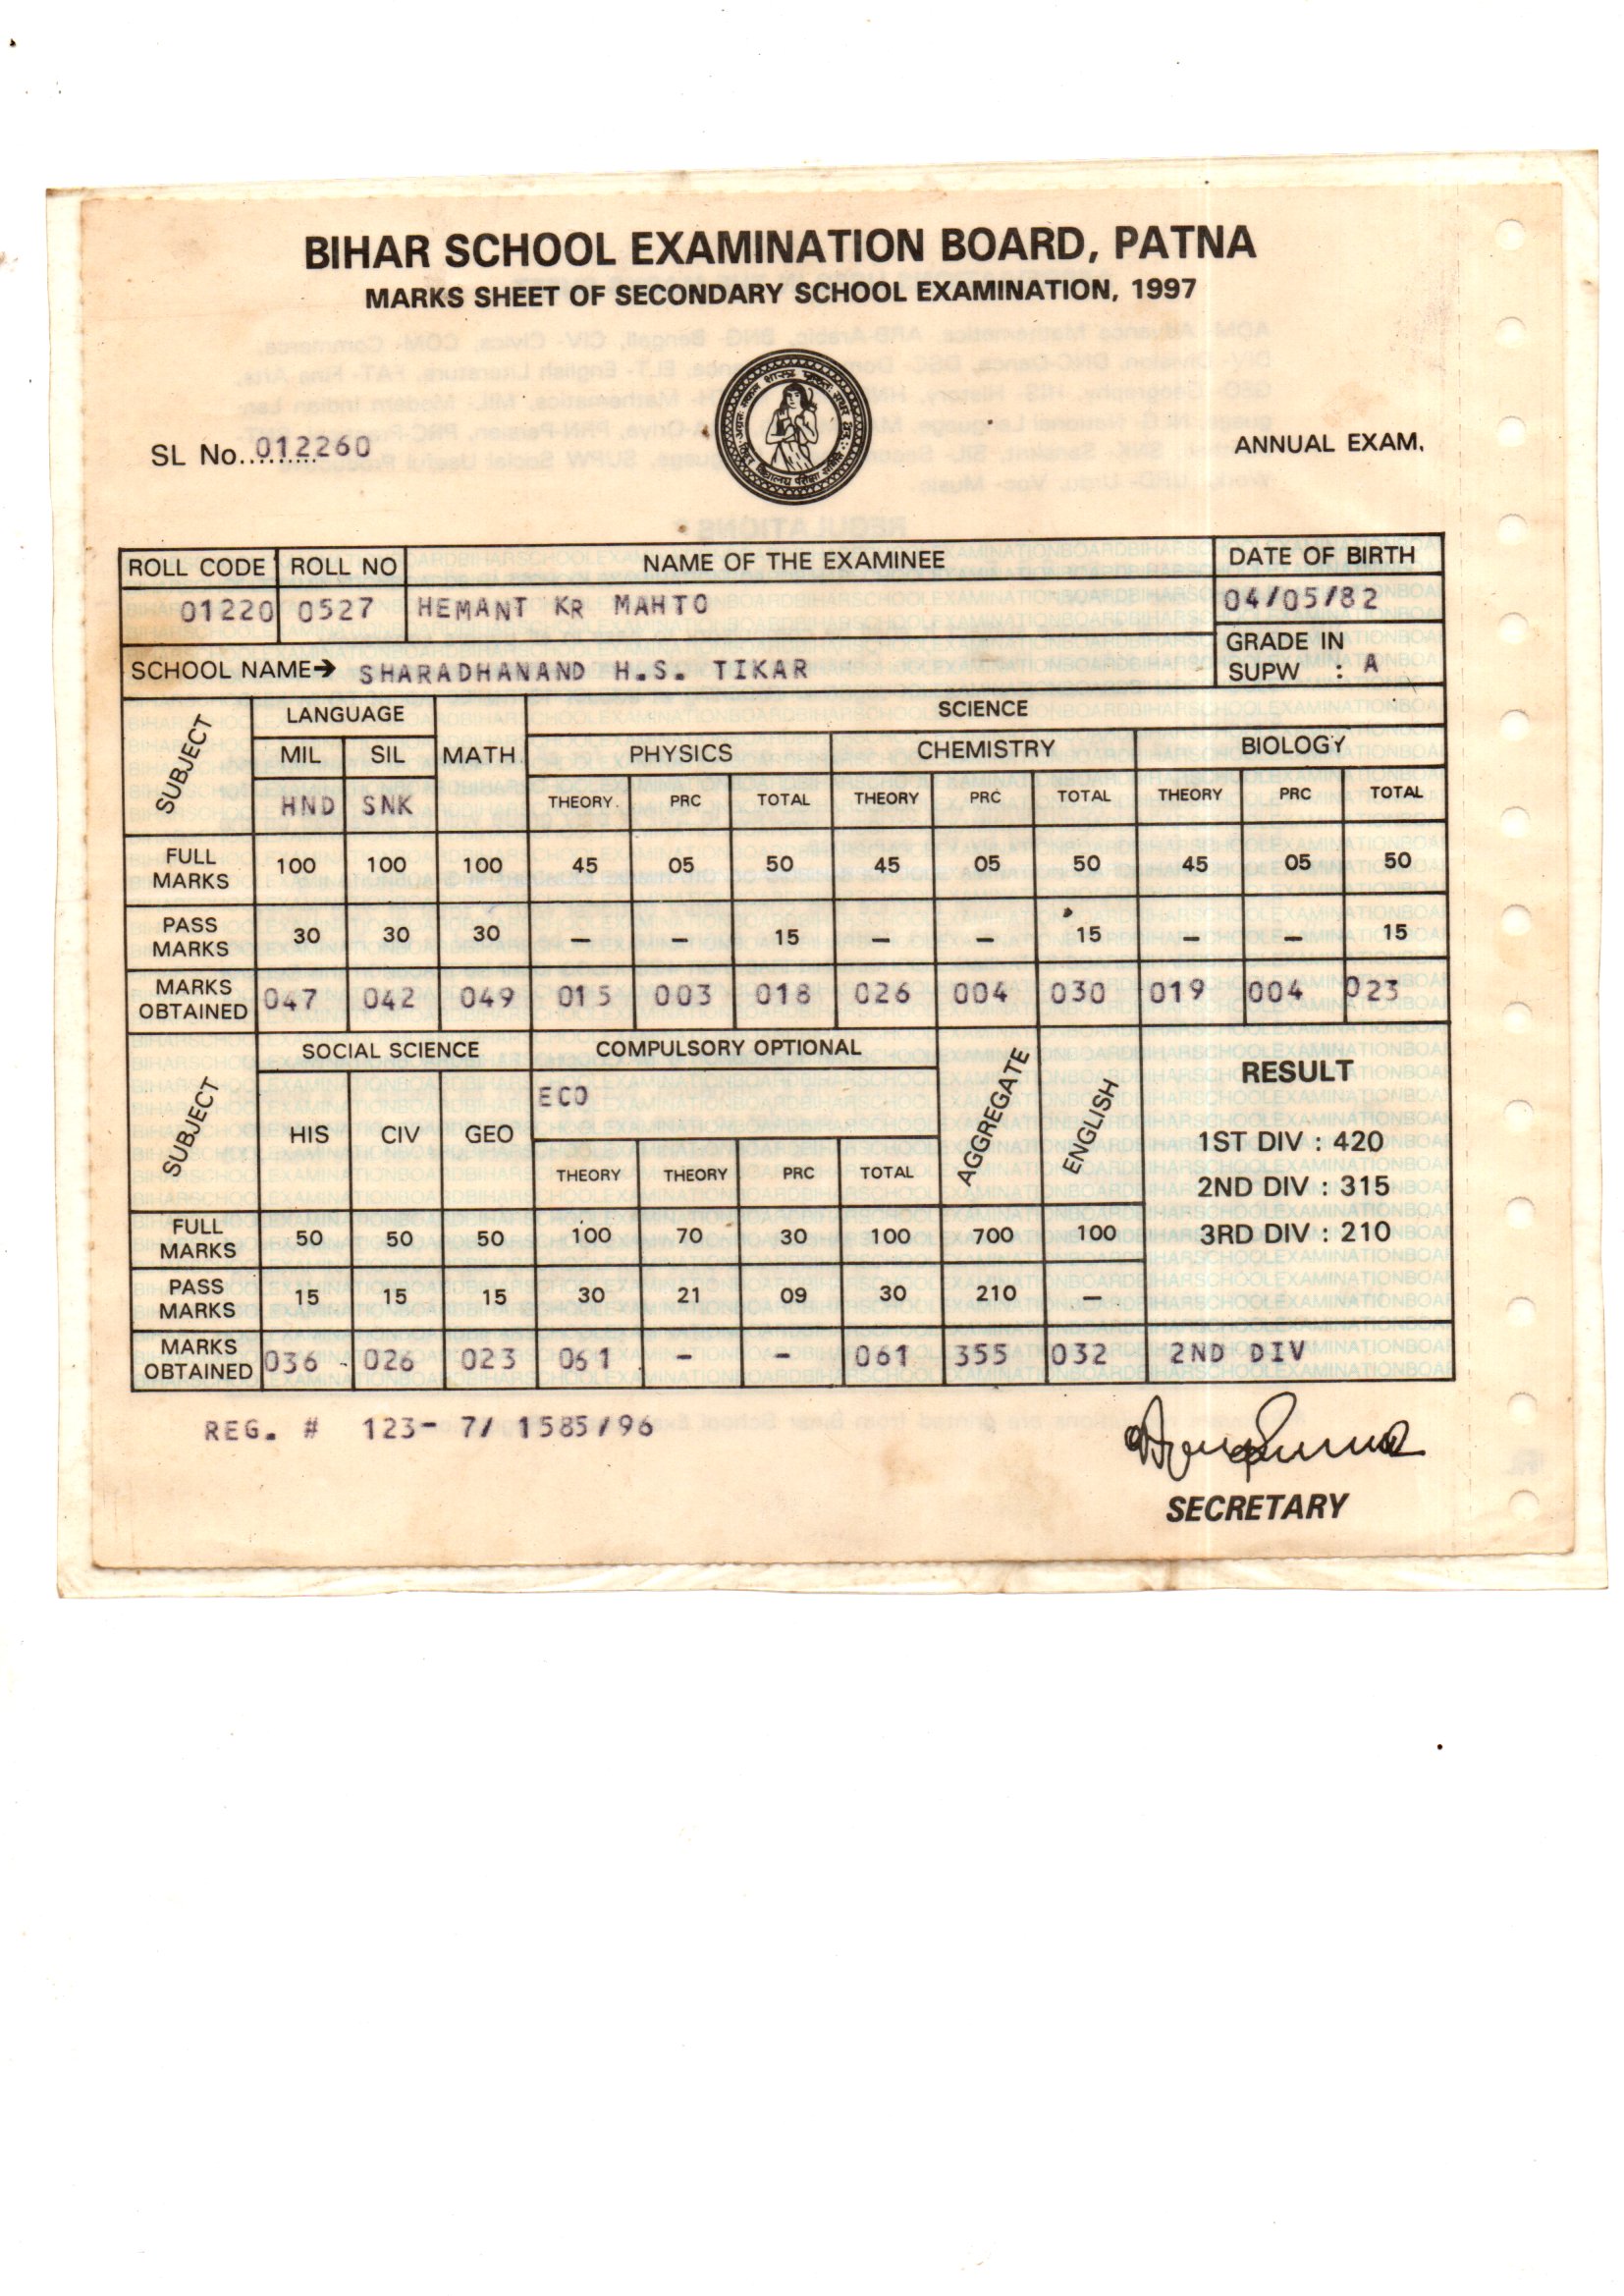 BIHAR SCHOOL EXAMINATION BOARD, PATNA
MARKS SHEET OF SECONDARY SCHOOL EXAMINATION, 1997
SL No. 012260
ANNUAL EXAM.
ROLL CODE ROLL NO NAME OF THE EXAMINEE DATE OF BIRTH
01220 0527 HEMANT KR MAHTO 04/05/82
SCHOOL NAME→ SHARADHANAND H.S. TIKAR GRADE IN SUPW : A
SUBJECT LANGUAGE MATH SCIENCE
MIL SIL PHYSICS CHEMISTRY BIOLOGY
HND SNK THEORY PRC TOTAL THEORY PRC TOTAL THEORY PRC TOTAL
FULL MARKS 100 100 100 45 05 50 45 05 50 45 05 50
PASS MARKS 30 30 30 – – 15 – – 15 – – 15
MARKS OBTAINED 047 042 049 015 003 018 026 004 030 019 004 023
SUBJECT SOCIAL SCIENCE COMPULSORY OPTIONAL AGGREGATE ENGLISH RESULT
ECO
HIS CIV GEO 1ST DIV : 420
THEORY THEORY PRC TOTAL 2ND DIV : 315
FULL MARKS 50 50 50 100 70 30 100 700 100 3RD DIV : 210
PASS MARKS 15 15 15 30 21 09 30 210 –
MARKS OBTAINED 036 026 023 061 - - 061 355 032 2ND DIV
REG. # 123- 7/ 1585/96
SECRETARY